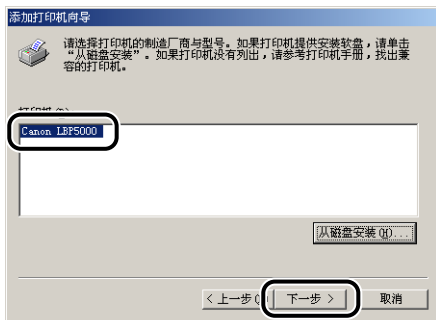 添加打印机向导
请选择打印机的制造厂商与型号。如果打印机提供安装软盘，请单击
“从磁盘安装”。如果打印机没有列出，请参考打印机手册，找出兼
容的打印机。
打印机
Canon LBP5000
从磁盘安装(H)...
< 上一步
下一步 >
取消